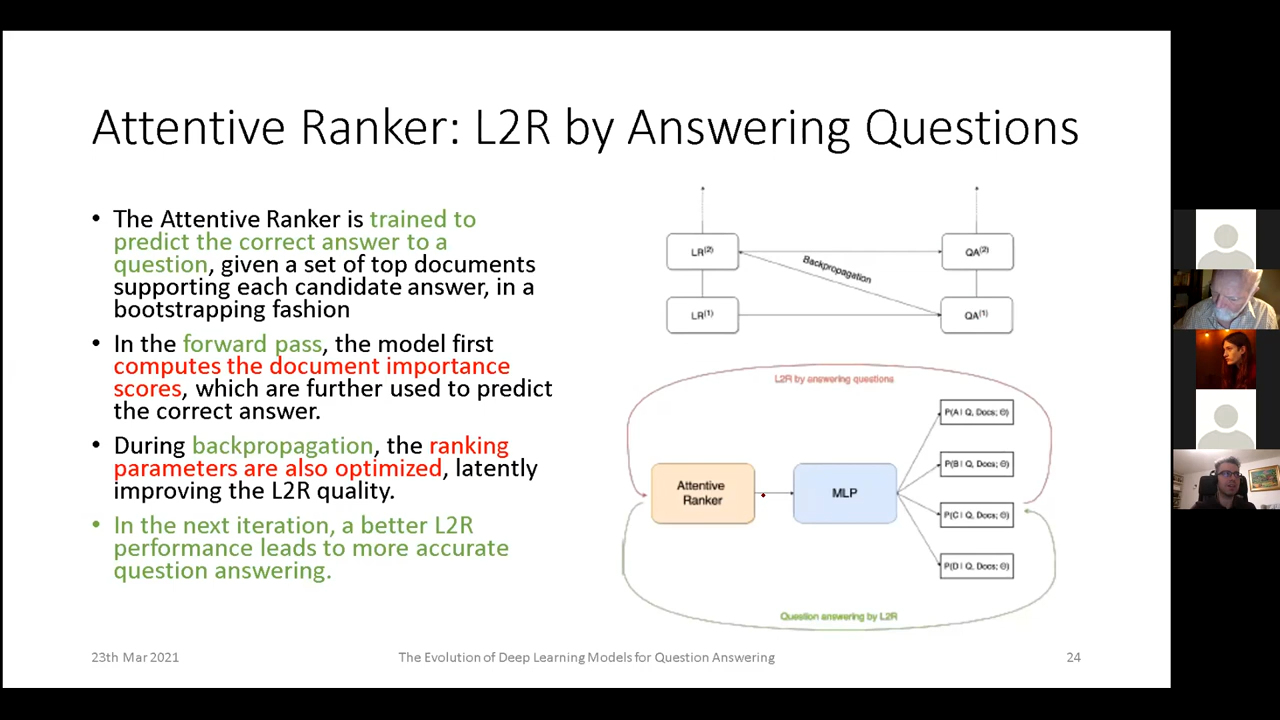 Attentive Ranker: L2R by Answering Questions
• The Attentive Ranker is trained to
predict the correct answer to a
question, given a set of top documents
supporting each candidate answer, in a
bootstrapping fashion
• In the forward pass, the model first
computes the document importance
scores, which are further used to predict
the correct answer.
• During backpropagation, the ranking
parameters are also optimized, latently
improving the L2R quality.
• In the next iteration, a better L2R
performance leads to more accurate
question answering.
LR(2)
QA(2)
Backpropagation
LR(1)
QA(1)
L2R by answering questions
P(A | Q, Docs; Θ)
P(B | Q, Docs; Θ)
Attentive
Ranker
MLP
P(C | Q, Docs; Θ)
P(D | Q, Docs; Θ)
Question answering by L2R
23th Mar 2021
The Evolution of Deep Learning Models for Question Answering
24